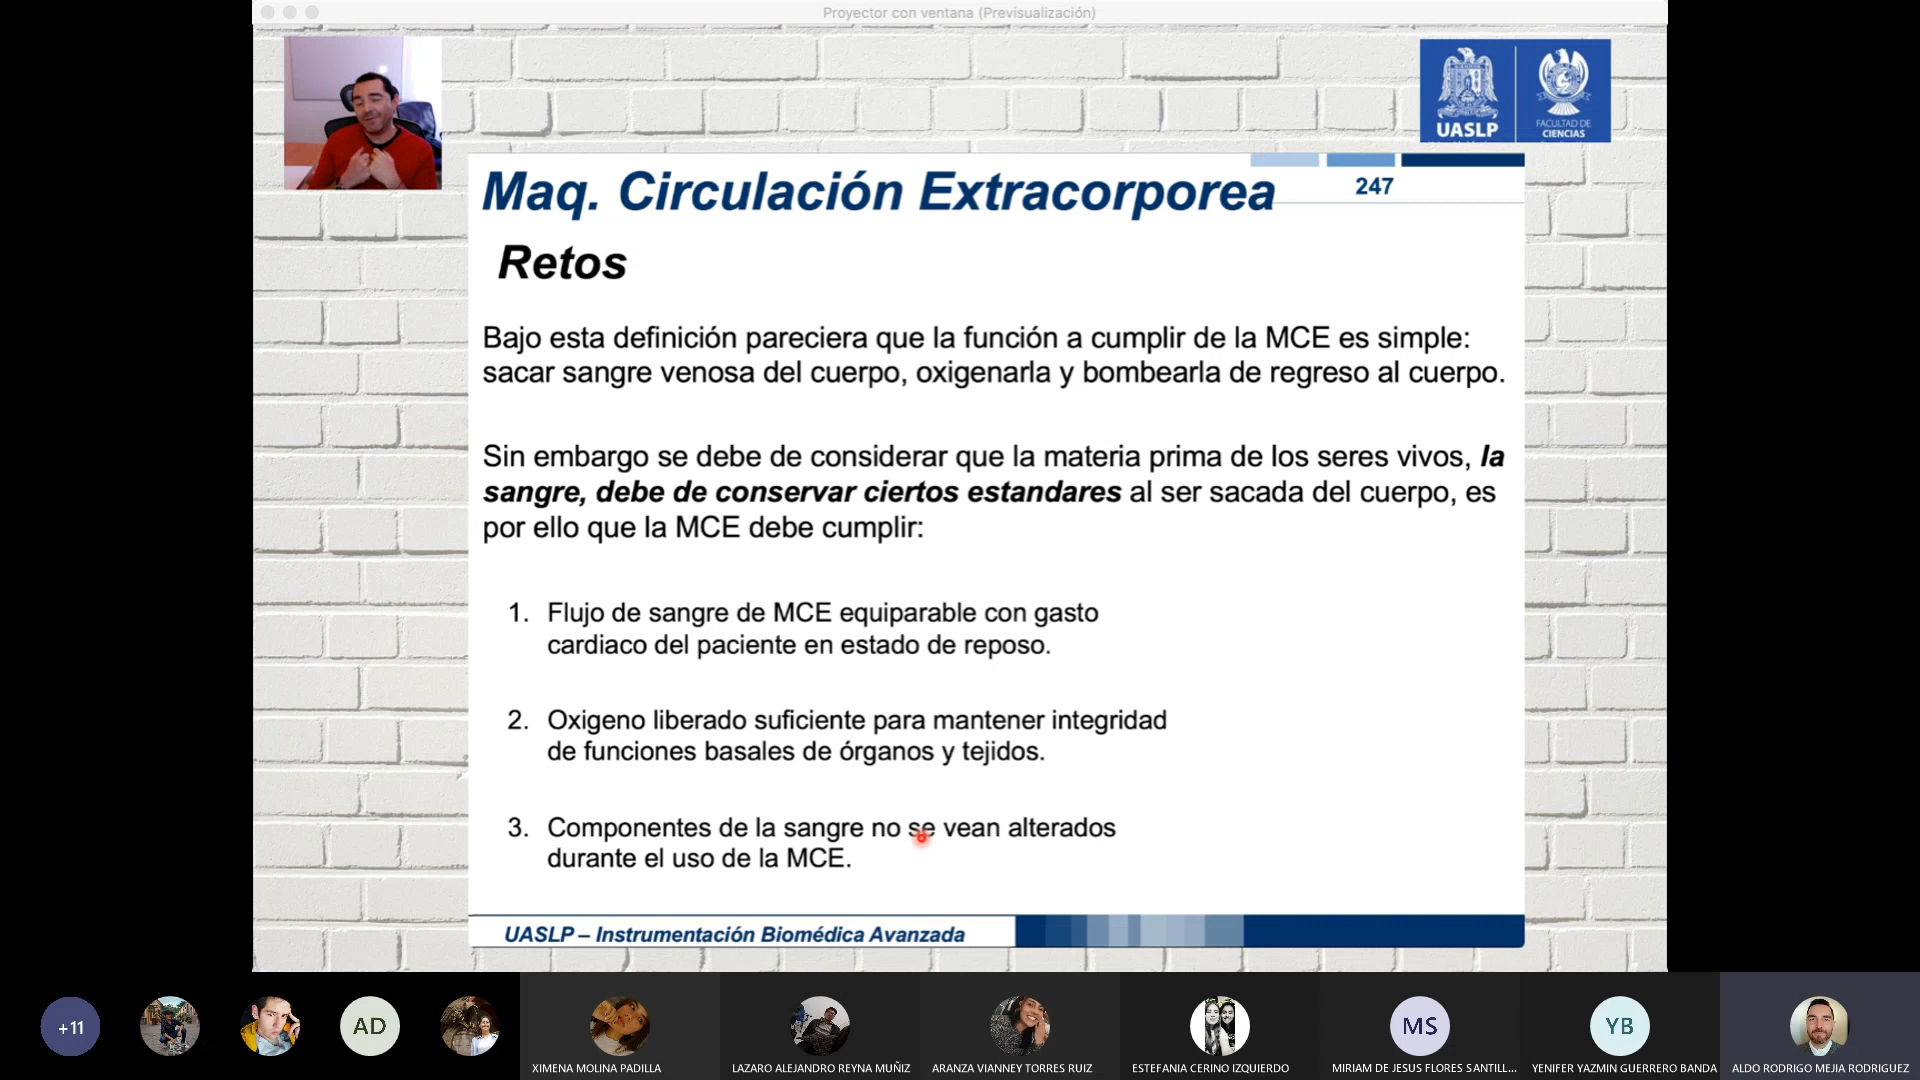 Proyector con ventana (Previsualización)
UASLP
FACULTAD DE
CIENCIAS
Maq. Circulación Extracorporea
247
Retos
Bajo esta definición pareciera que la función a cumplir de la MCE es simple:
sacar sangre venosa del cuerpo, oxigenarla y bombearla de regreso al cuerpo.
Sin embargo se debe de considerar que la materia prima de los seres vivos, la
sangre, debe de conservar ciertos estandares al ser sacada del cuerpo, es
por ello que la MCE debe cumplir:
1. Flujo de sangre de MCE equiparable con gasto
cardiaco del paciente en estado de reposo.
2. Oxigeno liberado suficiente para mantener integridad
de funciones basales de órganos y tejidos.
3. Componentes de la sangre no se vean alterados
durante el uso de la MCE.
UASLP – Instrumentación Biomédica Avanzada
+11
AD
MS
YB
XIMENA MOLINA PADILLA
LAZARO ALEJANDRO REYNA MUÑIZ
ARANZA VIANNEY TORRES RUIZ
ESTEFANIA CERINO IZQUIERDO
MIRIAM DE JESUS FLORES SANTILL...
YENIFER YAZMIN GUERRERO BANDA
ALDO RODRIGO MEJIA RODRIGUEZ